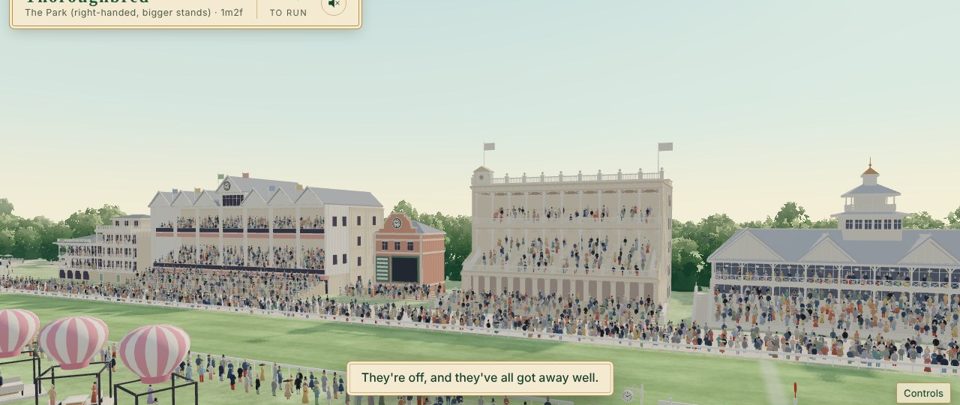 Thoroughbred
The Park (right-handed, bigger stands) · 1m2f
TO RUN
They're off, and they've all got away well.
Controls